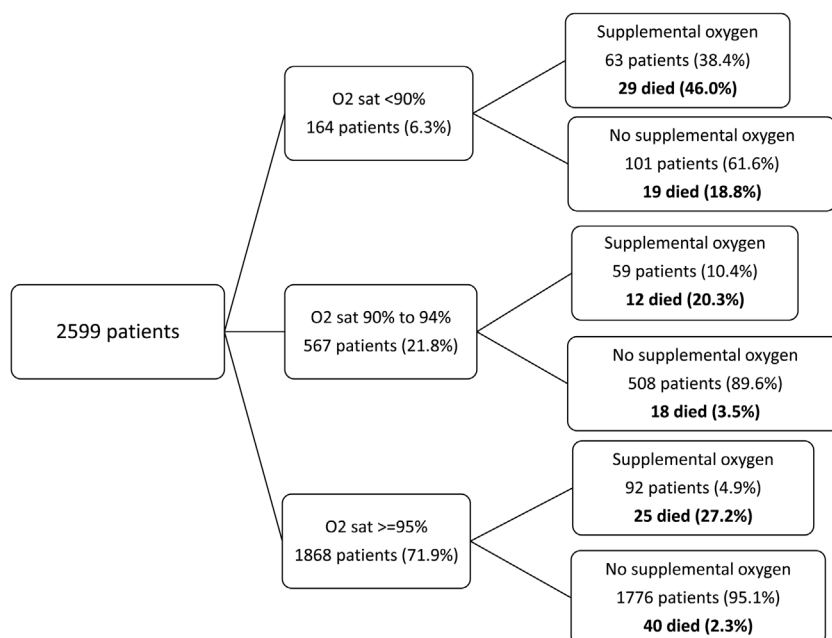 2599 patients
O2 sat <90%
164 patients (6.3%)
Supplemental oxygen
63 patients (38.4%)
29 died (46.0%)
No supplemental oxygen
101 patients (61.6%)
19 died (18.8%)
O2 sat 90% to 94%
567 patients (21.8%)
Supplemental oxygen
59 patients (10.4%)
12 died (20.3%)
No supplemental oxygen
508 patients (89.6%)
18 died (3.5%)
O2 sat >=95%
1868 patients (71.9%)
Supplemental oxygen
92 patients (4.9%)
25 died (27.2%)
No supplemental oxygen
1776 patients (95.1%)
40 died (2.3%)